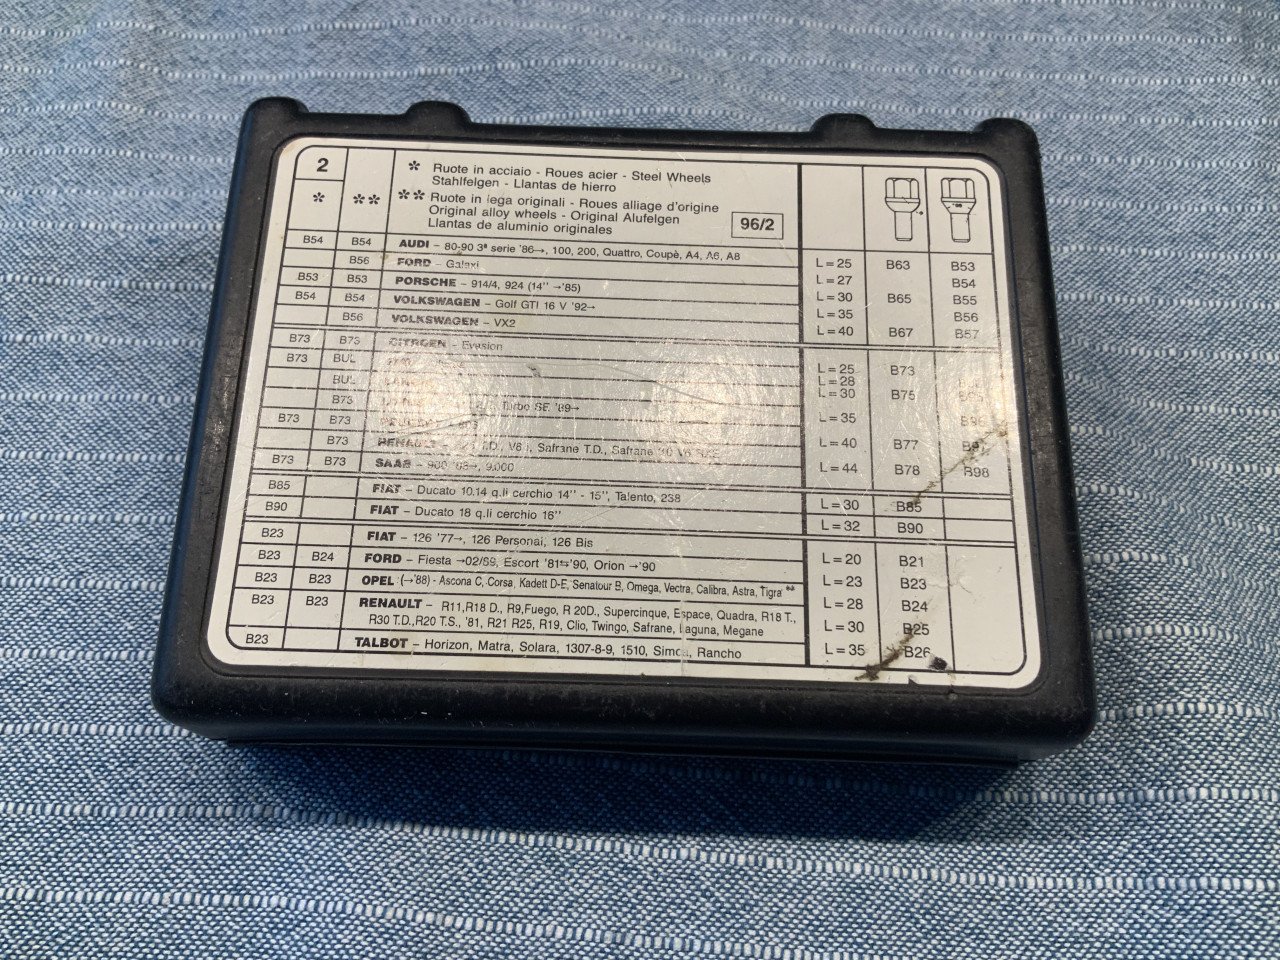 2
* **
* Ruote in acciaio - Roues acier - Steel Wheels
Stahlfelgen - Llantas de hierro
** Ruote in lega originali - Roues alliage d'origine
Original alloy wheels - Original Alufelgen
Llantas de aluminio originales
96/2
B54 B54 AUDI - 80-90 3ª serie '86→, 100, 200, Quattro, Coupè, A4, A6, A8
B56 FORD - Galaxi
B53 B53 PORSCHE - 914/4, 924 (14'' →'85)
B54 B54 VOLKSWAGEN - Golf GTI 16 V '92→
B56 VOLKSWAGEN - VX2
L=25 B63 B53
L=27 B54
L=30 B65 B55
L=35 B56
L=40 B67 B57
B73 B73 CITROEN - Evasion
B73 BUL
BUL
B73 Turbo SE '89→
B73 B73
B73 RENAULT - T.D., V6 i, Safrane T.D., Safrane
B73 B73 SAAB - 900 9.000
L=25 B73
L=28
L=30 B75
L=35
L=40 B77
L=44 B78 B98
B85 FIAT - Ducato 10.14 q.li cerchio 14'' - 15'', Talento, 238
B90 FIAT - Ducato 18 q.li cerchio 16''
L=30 B85
L=32 B90
B23 FIAT - 126 '77→, 126 Personal, 126 Bis
B23 B24 FORD - Fiesta →02/89, Escort '81⇆'90, Orion →'90
B23 B23 OPEL (→'88) - Ascona C, Corsa, Kadett D-E, Senatour B, Omega, Vectra, Calibra, Astra, Tigra **
B23 B23 RENAULT - R11,R18 D., R9,Fuego, R 20D., Supercinque, Espace, Quadra, R18 T.,
R30 T.D.,R20 T.S., '81, R21 R25, R19, Clio, Twingo, Safrane, Laguna, Megane
B23 TALBOT - Horizon, Matra, Solara, 1307-8-9, 1510, Simca, Rancho
L=20 B21
L=23 B23
L=28 B24
L=30 B25
L=35 B26